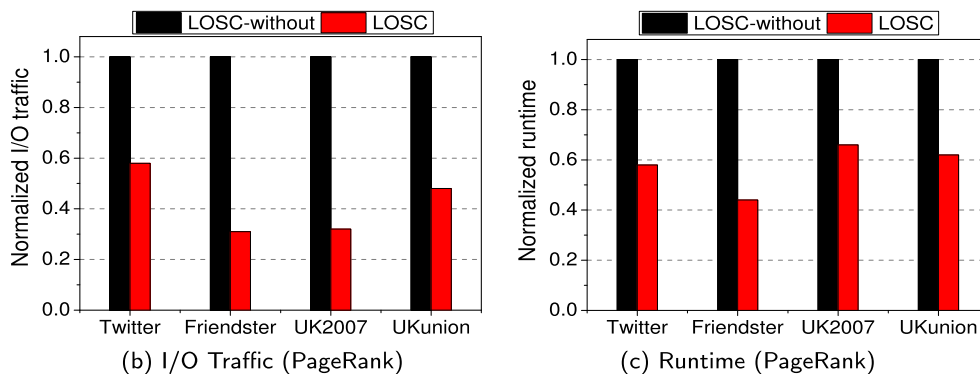 LOSC-without LOSC
Normalized I/O traffic
1.0
0.8
0.6
0.4
0.2
0.0
Twitter Friendster UK2007 UKunion
(b) I/O Traffic (PageRank)
LOSC-without LOSC
Normalized runtime
1.0
0.8
0.6
0.4
0.2
0.0
Twitter Friendster UK2007 UKunion
(c) Runtime (PageRank)